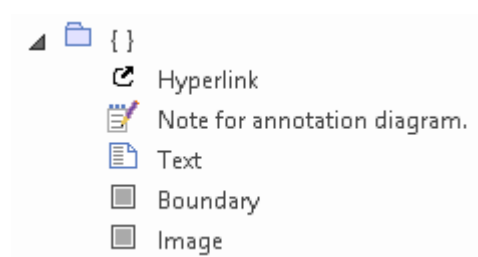 { }
Hyperlink
Note for annotation diagram.
Text
Boundary
Image